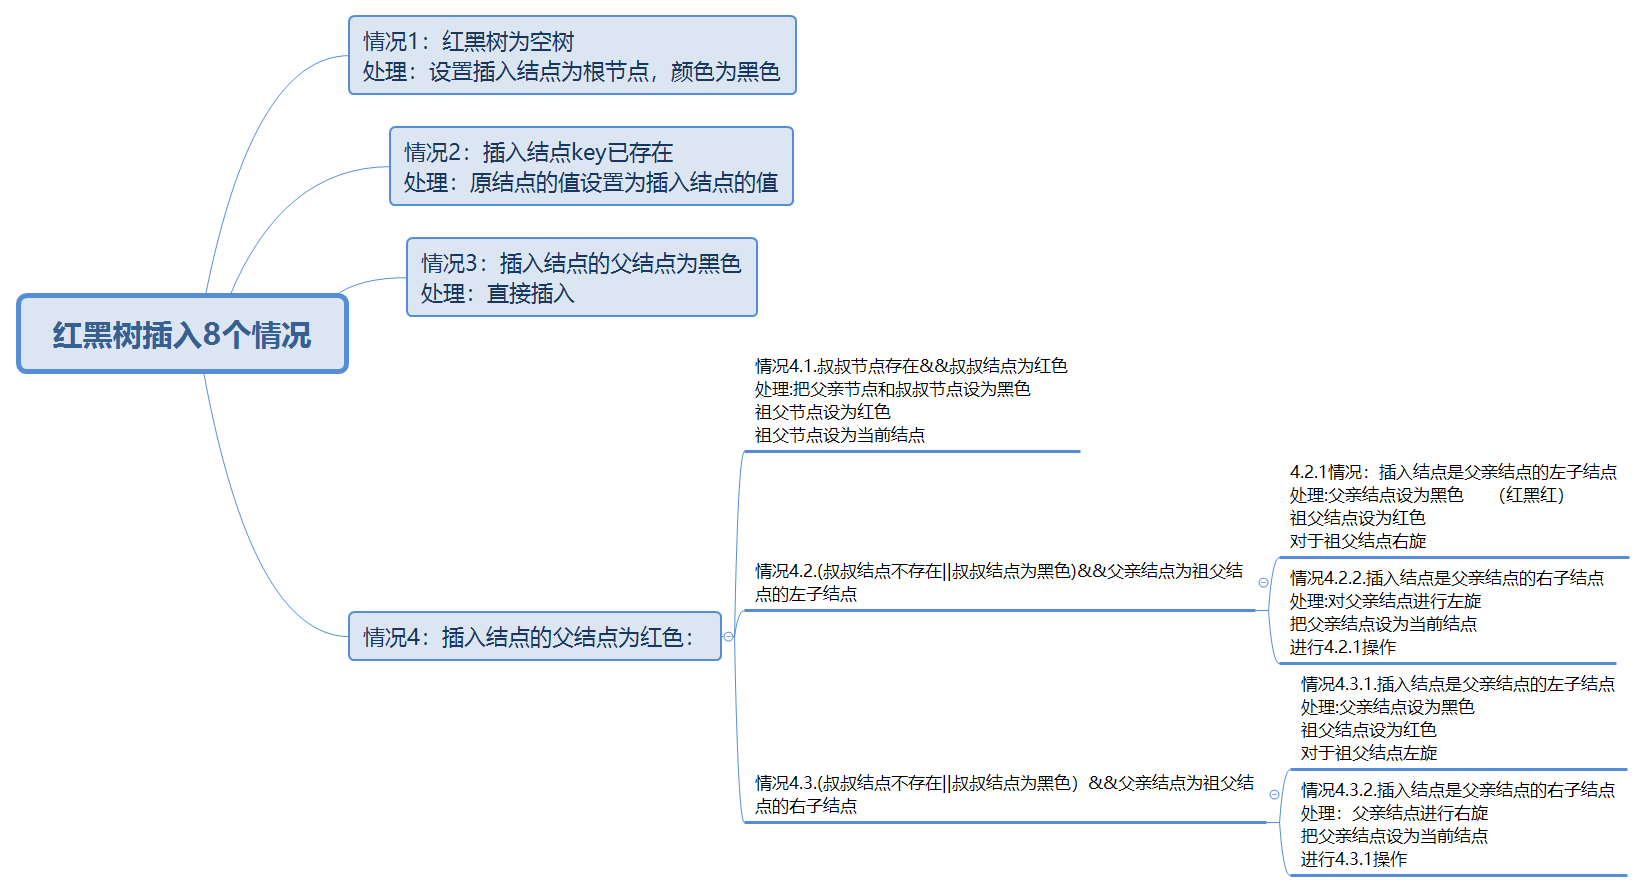 红黑树插入8个情况
情况1：红黑树为空树
处理：设置插入结点为根节点，颜色为黑色
情况2：插入结点key已存在
处理：原结点的值设置为插入结点的值
情况3：插入结点的父结点为黑色
处理：直接插入
情况4：插入结点的父结点为红色：
情况4.1.叔叔节点存在&&叔叔结点为红色
处理:把父亲节点和叔叔节点设为黑色
祖父节点设为红色
祖父节点设为当前结点
情况4.2.(叔叔结点不存在||叔叔结点为黑色)&&父亲结点为祖父结
点的左子结点
4.2.1情况：插入结点是父亲结点的左子结点
处理:父亲结点设为黑色　　（红黑红）
祖父结点设为红色
对于祖父结点右旋
情况4.2.2.插入结点是父亲结点的右子结点
处理:对父亲结点进行左旋
把父亲结点设为当前结点
进行4.2.1操作
情况4.3.(叔叔结点不存在||叔叔结点为黑色）&&父亲结点为祖父结
点的右子结点
情况4.3.1.插入结点是父亲结点的左子结点
处理:父亲结点设为黑色
祖父结点设为红色
对于祖父结点左旋
情况4.3.2.插入结点是父亲结点的右子结点
处理：父亲结点进行右旋
把父亲结点设为当前结点
进行4.3.1操作